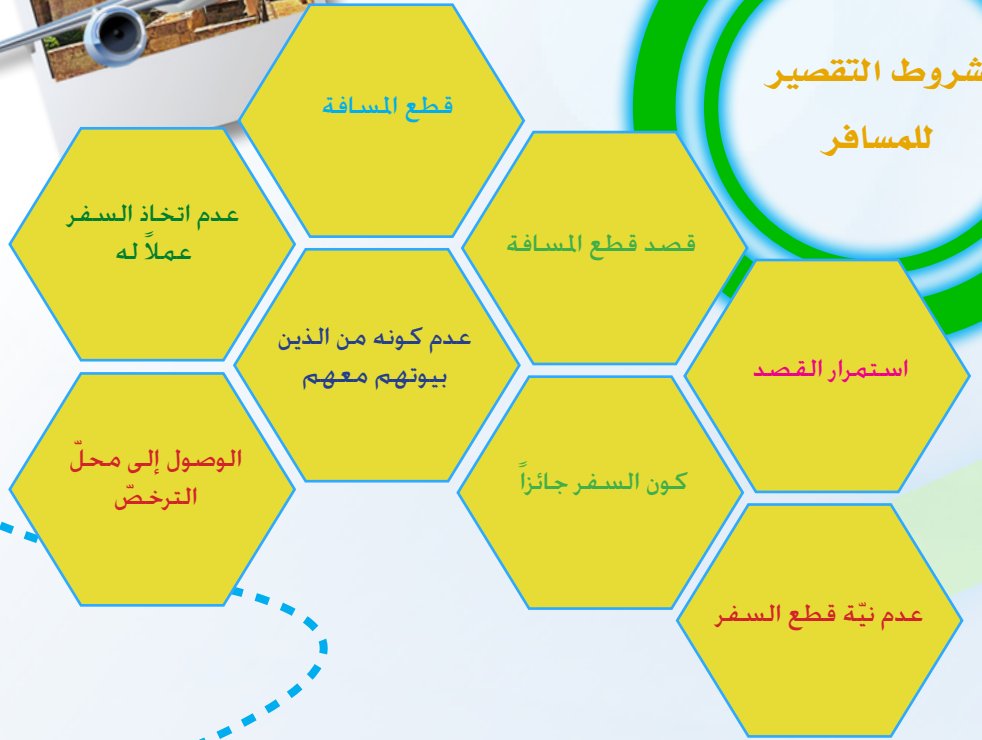 شروط التقصير
للمسافر
قطع المسافة
قصد قطع المسافة
استمرار القصد
عدم نيّة قطع السفر
كون السفر جائزاً
عدم كونه من الذين
بيوتهم معهم
عدم اتخاذ السفر
عملاً له
الوصول إلى محلّ
الترخصّ